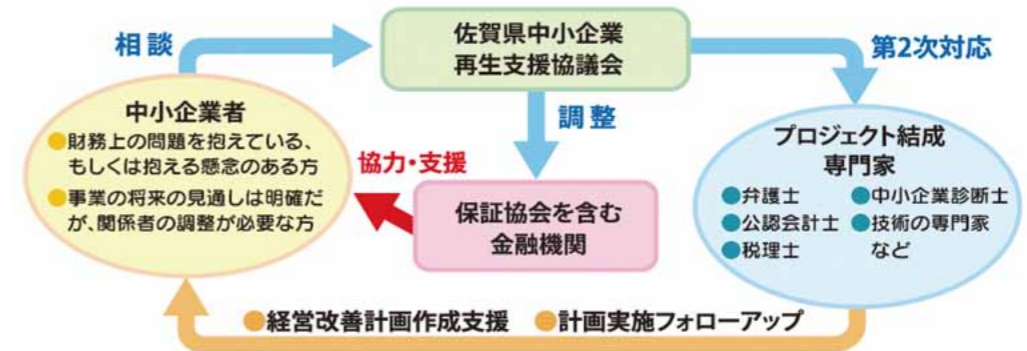 相談
佐賀県中小企業
再生支援協議会
第2次対応
中小企業者
●財務上の問題を抱えている、
もしくは抱える懸念のある方
●事業の将来の見通しは明確だ
が、関係者の調整が必要な方
調整
協力・支援
保証協会を含む
金融機関
プロジェクト結成
専門家
●弁護士 ●中小企業診断士
●公認会計士 ●技術の専門家
●税理士 など
●経営改善計画作成支援 ●計画実施フォローアップ